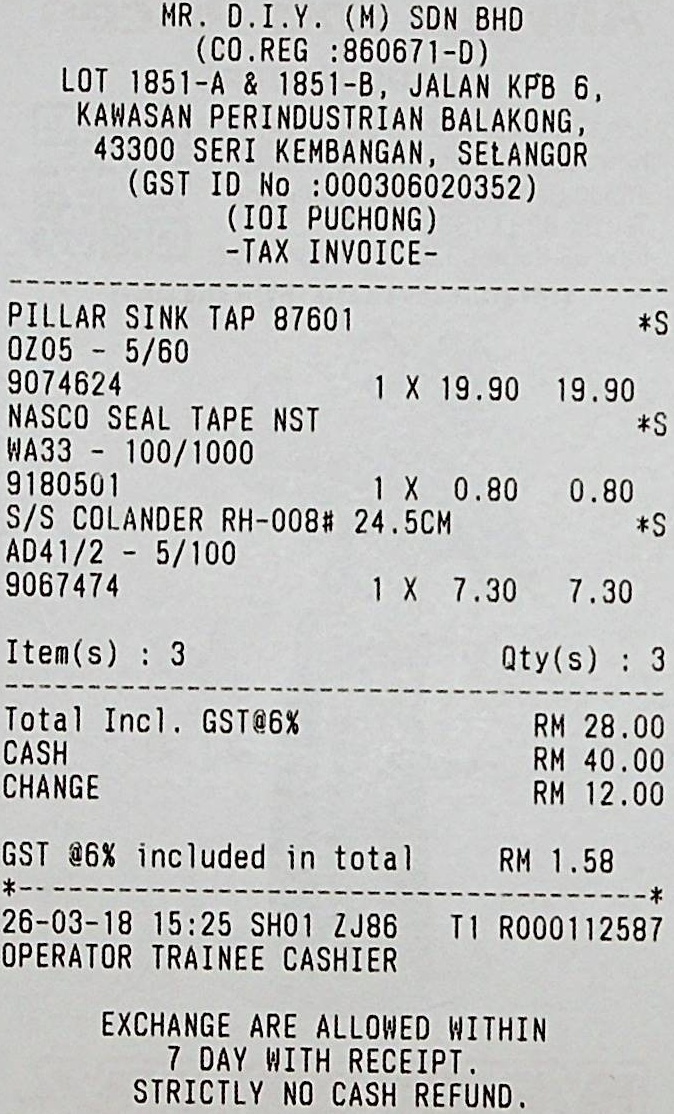 MR. D.I.Y. (M) SDN BHD
(CO.REG :860671-D)
LOT 1851-A & 1851-B, JALAN KPB 6,
KAWASAN PERINDUSTRIAN BALAKONG,
43300 SERI KEMBANGAN, SELANGOR
(GST ID No :000306020352)
(IOI PUCHONG)
-TAX INVOICE-
PILLAR SINK TAP 87601 *S
OZ05 - 5/60
9074624 1 X 19.90 19.90
NASCO SEAL TAPE NST *S
WA33 - 100/1000
9180501 1 X 0.80 0.80
S/S COLANDER RH-008# 24.5CM *S
AD41/2 - 5/100
9067474 1 X 7.30 7.30
Item(s) : 3 Qty(s) : 3
Total Incl. GST@6% RM 28.00
CASH RM 40.00
CHANGE RM 12.00
GST @6% included in total RM 1.58
*--------------------------------------*
26-03-18 15:25 SH01 ZJ86 T1 R000112587
OPERATOR TRAINEE CASHIER
EXCHANGE ARE ALLOWED WITHIN
7 DAY WITH RECEIPT.
STRICTLY NO CASH REFUND.